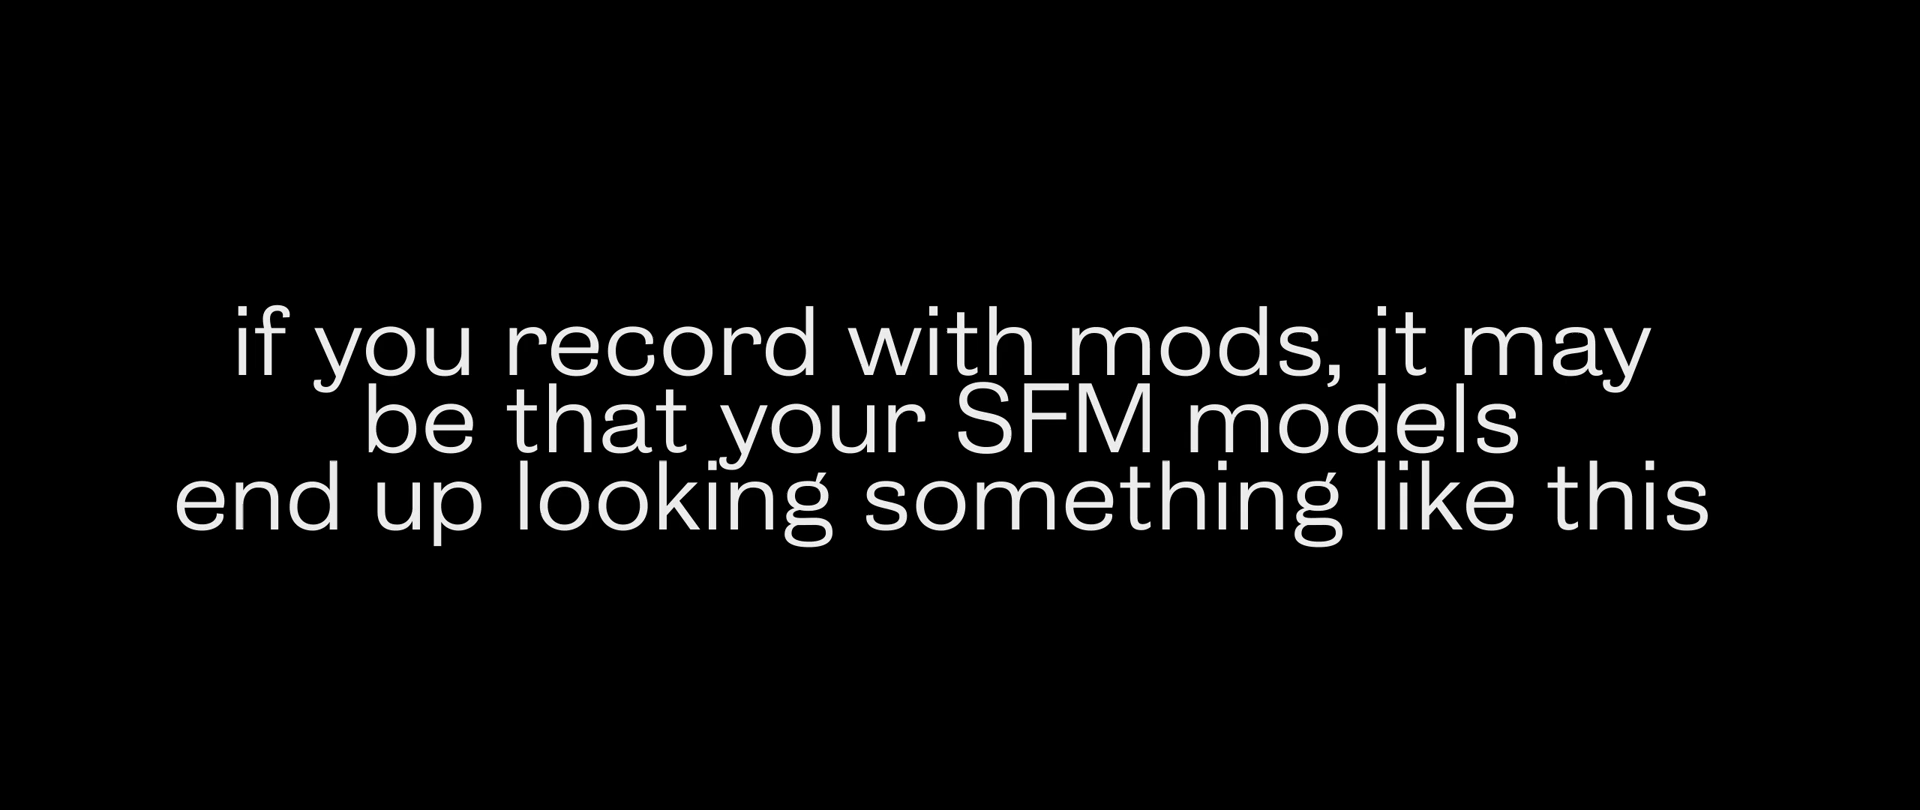 if you record with mods, it may
be that your SFM models
end up looking something like this